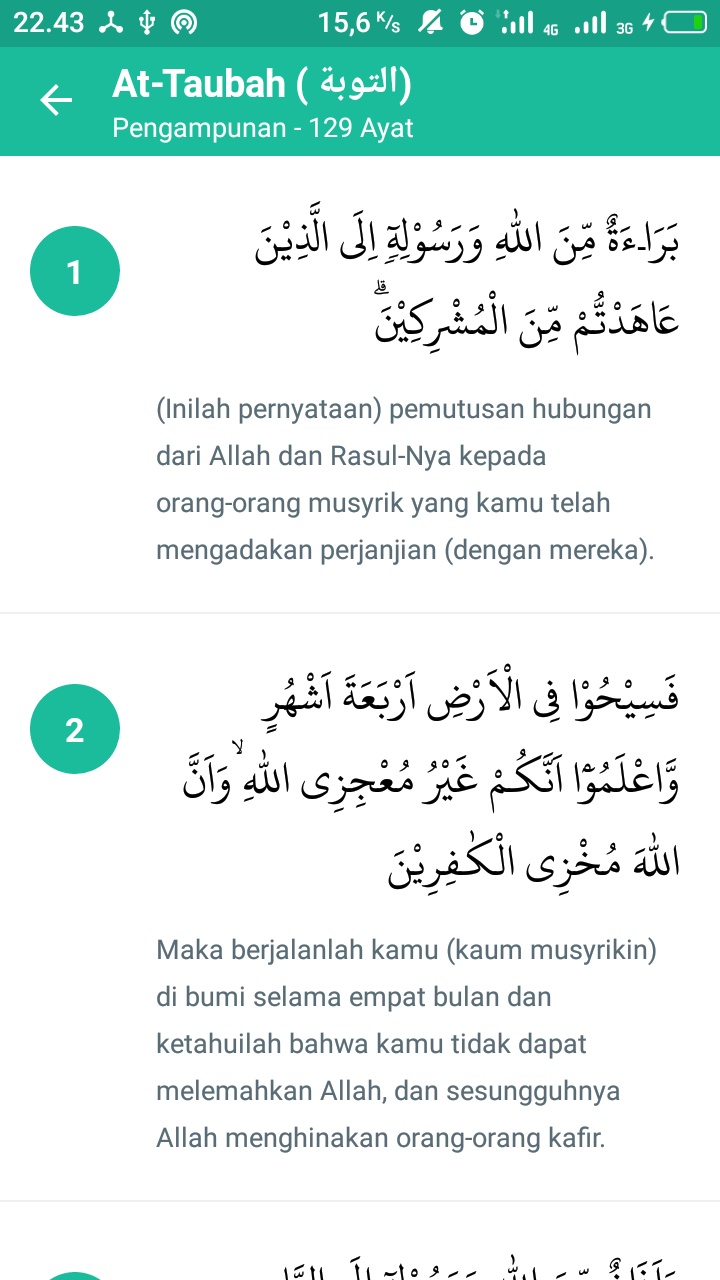 22.43
15,6 K/s
4G
3G
At-Taubah ( التوبة)
Pengampunan - 129 Ayat
1
بَرَاۤءَةٌ مِّنَ اللّٰهِ وَرَسُوْلِهٖٓ اِلَى الَّذِيْنَ
عَاهَدْتُّمْ مِّنَ الْمُشْرِكِيْنَۗ
(Inilah pernyataan) pemutusan hubungan
dari Allah dan Rasul-Nya kepada
orang-orang musyrik yang kamu telah
mengadakan perjanjian (dengan mereka).
2
فَسِيْحُوْا فِى الْاَرْضِ اَرْبَعَةَ اَشْهُرٍ
وَّاعْلَمُوْٓا اَنَّكُمْ غَيْرُ مُعْجِزِى اللّٰهِ ۙوَاَنَّ
اللّٰهَ مُخْزِى الْكٰفِرِيْنَ
Maka berjalanlah kamu (kaum musyrikin)
di bumi selama empat bulan dan
ketahuilah bahwa kamu tidak dapat
melemahkan Allah, dan sesungguhnya
Allah menghinakan orang-orang kafir.